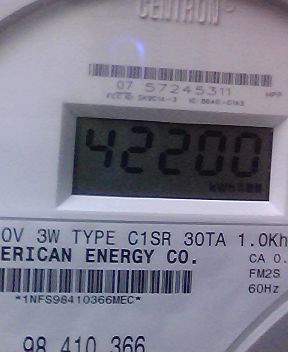 CENTRON®
07 57245311
42200
kWh
0V 3W TYPE C1SR 30TA 1.0Kh
ERICAN ENERGY CO.
CA 0.
FM2S
60Hz
*1NFS98410366MEC*
98 410 366